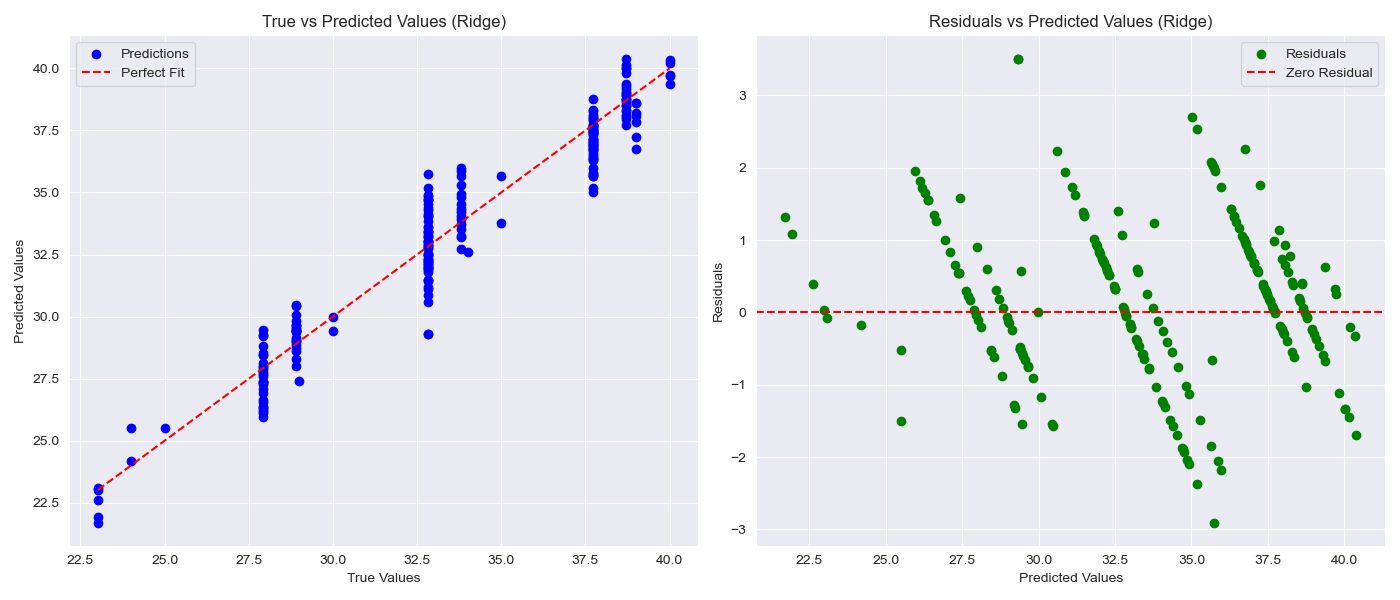 True vs Predicted Values (Ridge)
Predictions
Perfect Fit
40.0
37.5
35.0
32.5
30.0
27.5
25.0
22.5
Predicted Values
22.5 25.0 27.5 30.0 32.5 35.0 37.5 40.0
True Values
Residuals vs Predicted Values (Ridge)
Residuals
Zero Residual
3
2
1
0
−1
−2
−3
Residuals
22.5 25.0 27.5 30.0 32.5 35.0 37.5 40.0
Predicted Values